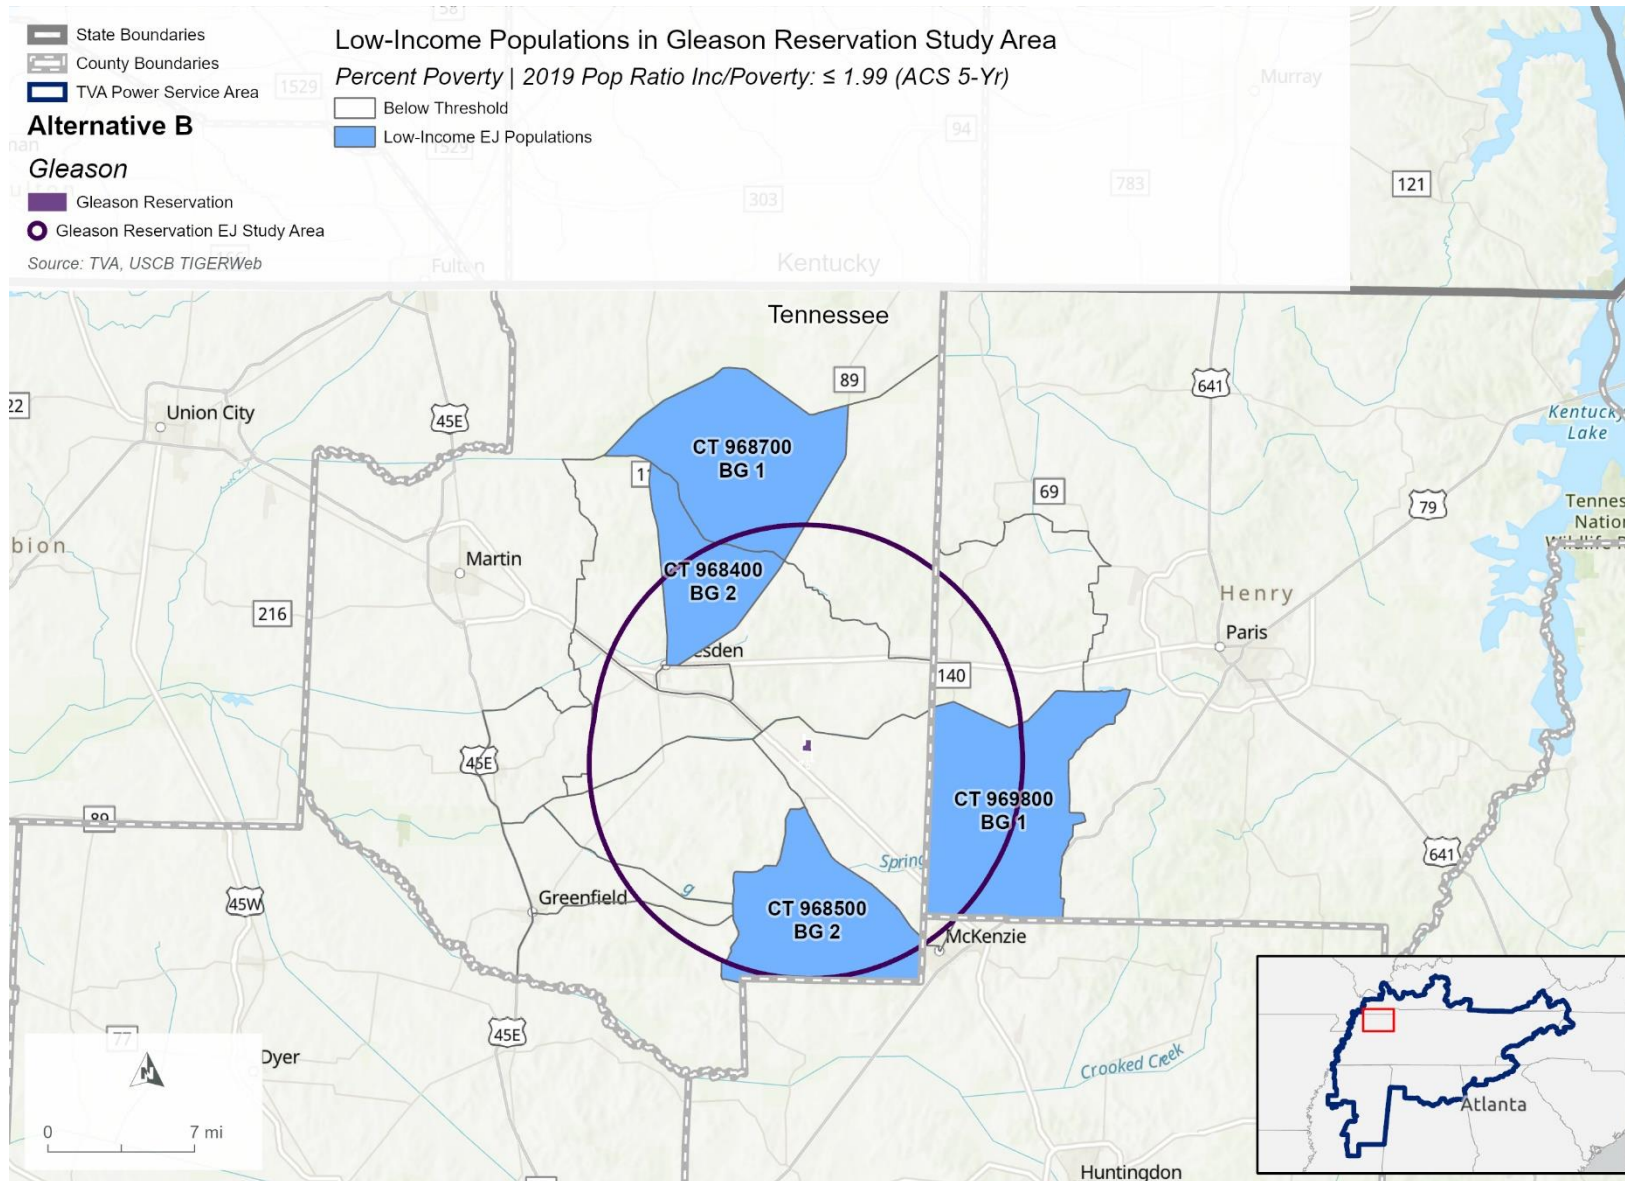 State Boundaries
County Boundaries
TVA Power Service Area
Alternative B
Gleason
Gleason Reservation
Gleason Reservation EJ Study Area
Source: TVA, USCB TIGERWeb
Low-Income Populations in Gleason Reservation Study Area
Percent Poverty | 2019 Pop Ratio Inc/Poverty: ≤ 1.99 (ACS 5-Yr)
Below Threshold
Low-Income EJ Populations
58
1529
1529
Murray
94
783
121
303
Fulton
Kentucky
Tennessee
89
641
22
Union City
45E
Kentucky
Lake
CT 968700
BG 1
69
79
Martin
CT 968400
BG 2
Henry
216
Paris
esden
140
45E
CT 969800
BG 1
89
641
Spring
Greenfield
g
45W
CT 968500
BG 2
McKenzie
45E
77
Dyer
N
0
7 mi
Crooked Creek
Huntingdon
Atlanta